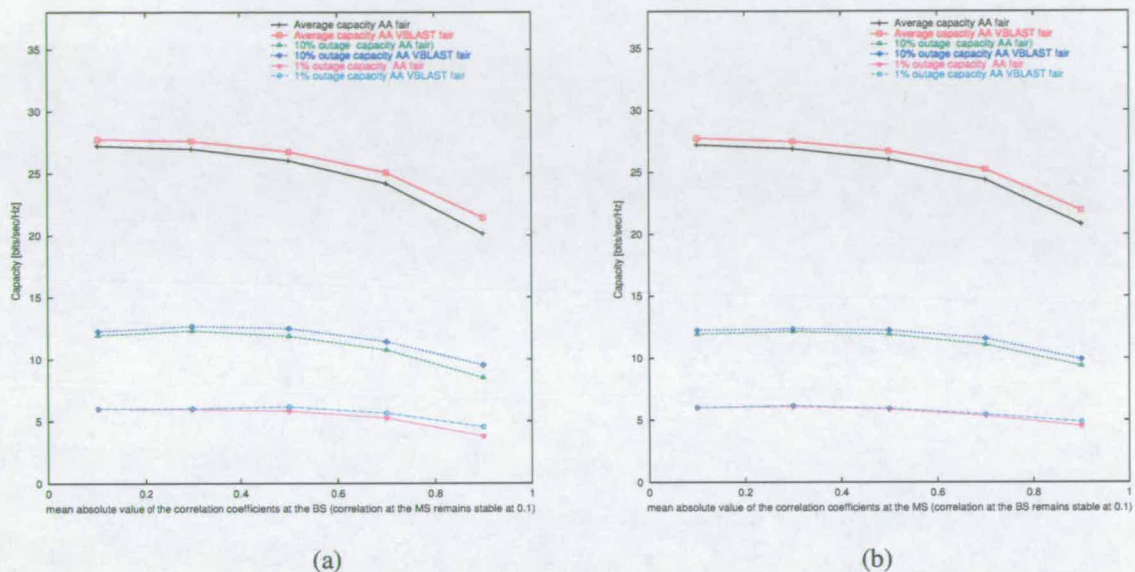 Average capacity AA fair
Average capacity AA VBLAST fair
10% outage capacity AA fair)
10% outage capacity AA VBLAST fair
1% outage capacity AA fair
1% outage capacity AA VBLAST fair
35
30
25
20
15
10
5
0
Capacity [bits/sec/Hz]
0 0.2 0.4 0.6 0.8 1
mean absolute value of the correlation coefficients at the BS (correlation at the MS remains stable at 0.1)
(a)
Average capacity AA fair
Average capacity AA VBLAST fair
10% outage capacity AA fair)
10% outage capacity AA VBLAST fair
1% outage capacity AA fair
1% outage capacity AA VBLAST fair
35
30
25
20
15
10
5
0
Capacity [bits/sec/Hz]
0 0.2 0.4 0.6 0.8 1
mean absolute value of the correlation coefficients at the MS (correlation at the BS remains stable at 0.1)
(b)